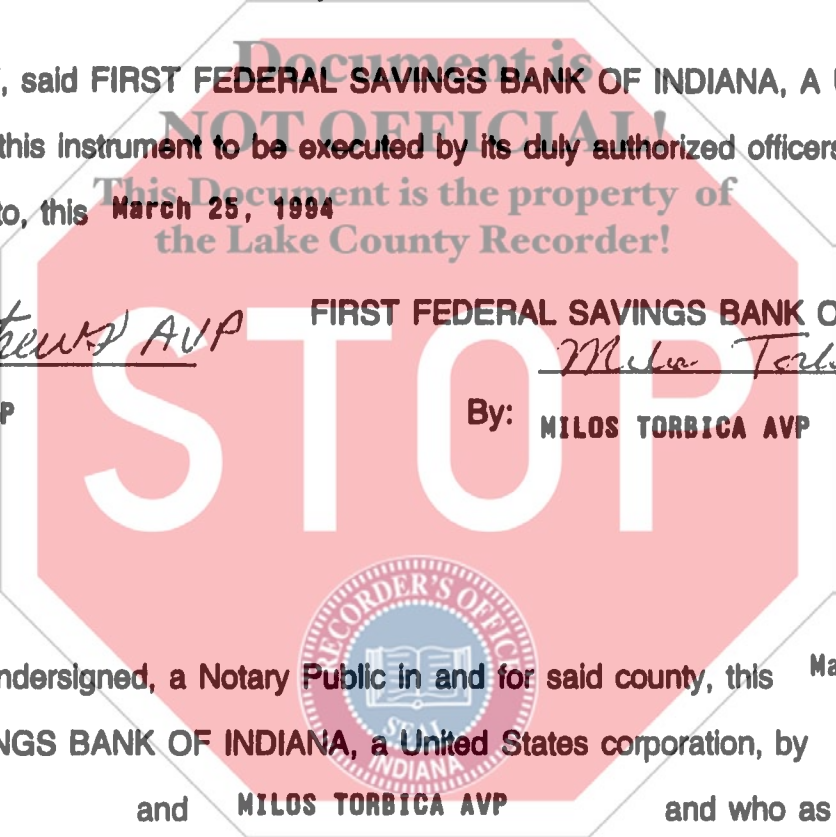 Document is
, said FIRST FEDERAL SAVINGS BANK OF INDIANA, A U
NOT OFFICIAL!
this instrument to be executed by its duly authorized officers
This Document is the property of
to, this March 25, 1994
the Lake County Recorder!
AVP FIRST FEDERAL SAVINGS BANK O
STOP
P By: MILOS TORBICA AVP
RECORDER'S OFFICE
ndersigned, a Notary Public in and for said county, this Ma
SEAL
NGS BANK OF INDIANA, a United States corporation, by
INDIANA
and MILOS TORBICA AVP and who as